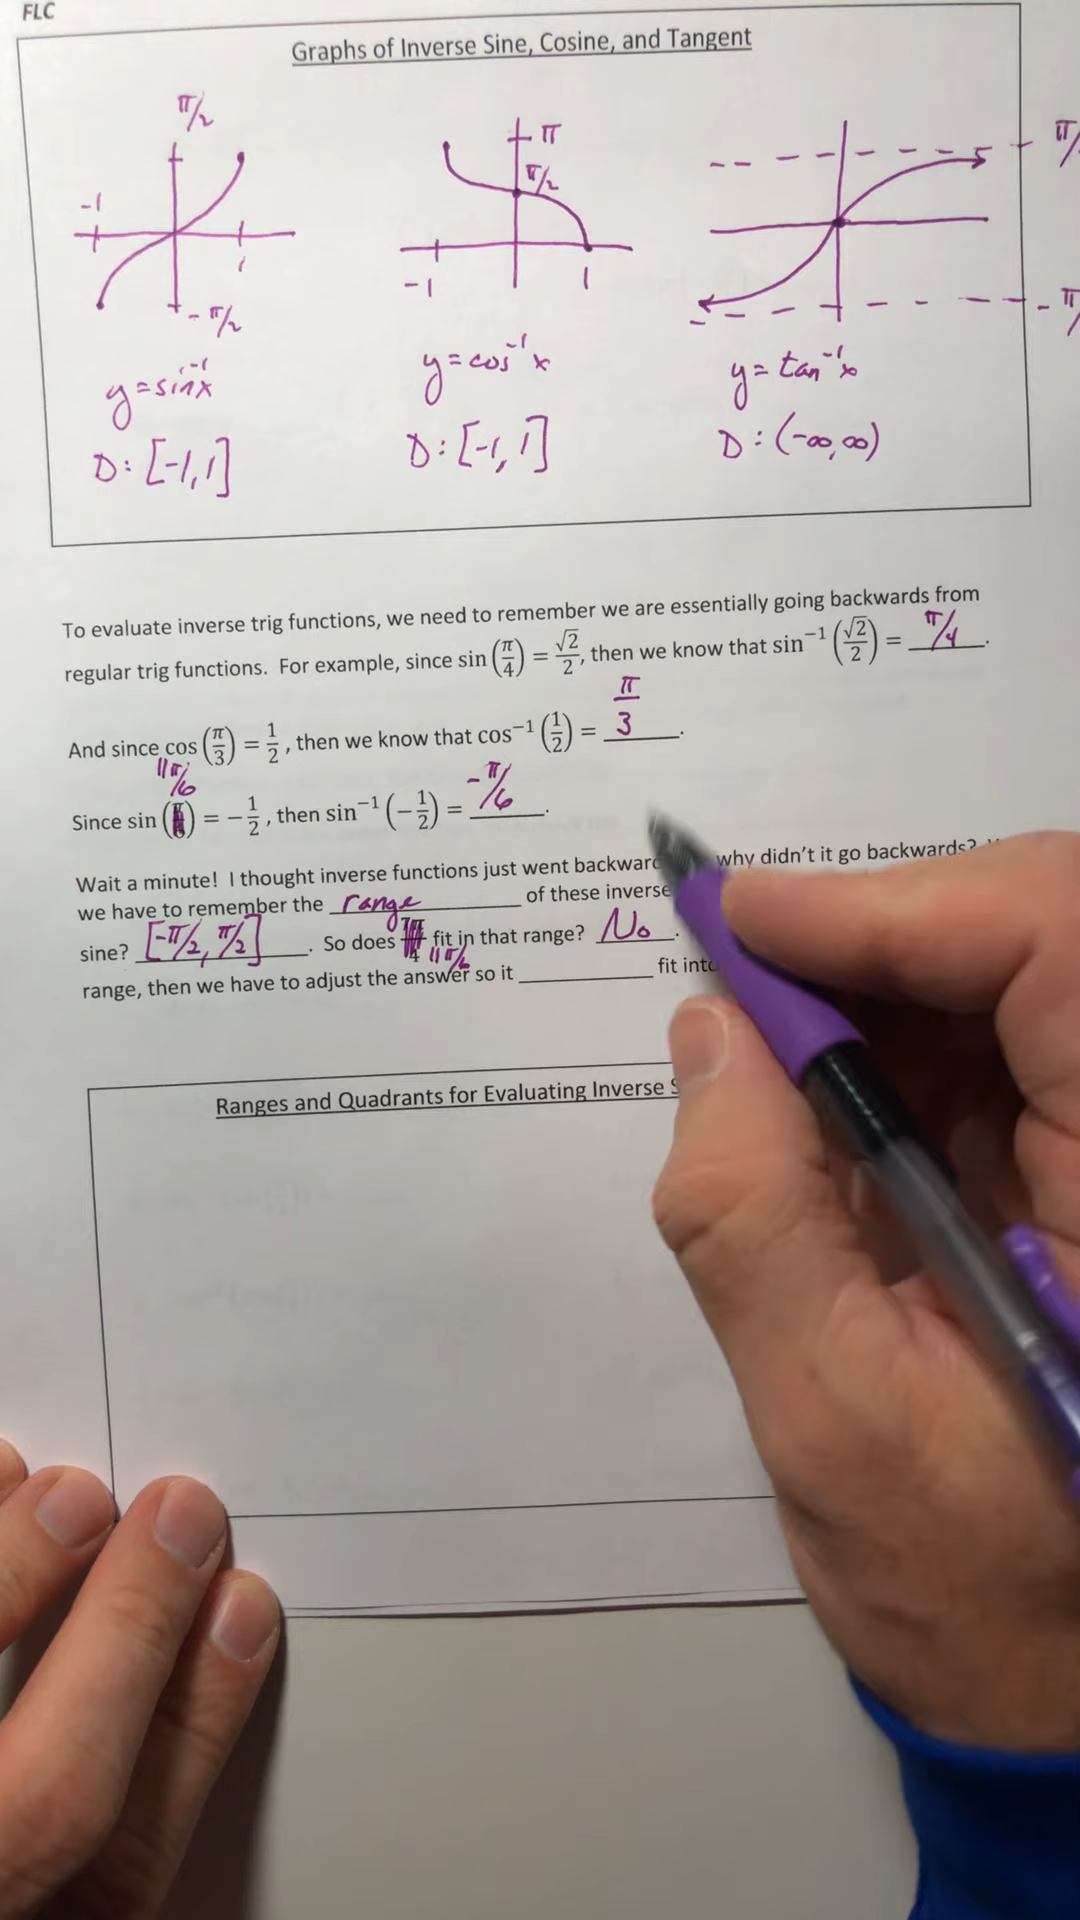 FLC
Graphs of Inverse Sine, Cosine, and Tangent
π/2
-1
1
-π/2
π
π/2
-1
1
π/
-π/
y = sin⁻¹x
y = cos⁻¹x
y = tan⁻¹x
D: [-1, 1]
D: [-1, 1]
D: (-∞, ∞)
To evaluate inverse trig functions, we need to remember we are essentially going backwards from
regular trig functions. For example, since sin (π/4) = √2/2, then we know that sin⁻¹ (√2/2) = π/4.
And since cos (π/3) = 1/2, then we know that cos⁻¹ (1/2) = π/3.
Since sin (11π/6) = -1/2, then sin⁻¹ (-1/2) = -π/6.
Wait a minute! I thought inverse functions just went backward why didn't it go backwards?
we have to remember the range of these inverse
sine? [-π/2, π/2]. So does 11π/6 fit in that range? No.
range, then we have to adjust the answer so it ________ fit into
Ranges and Quadrants for Evaluating Inverse